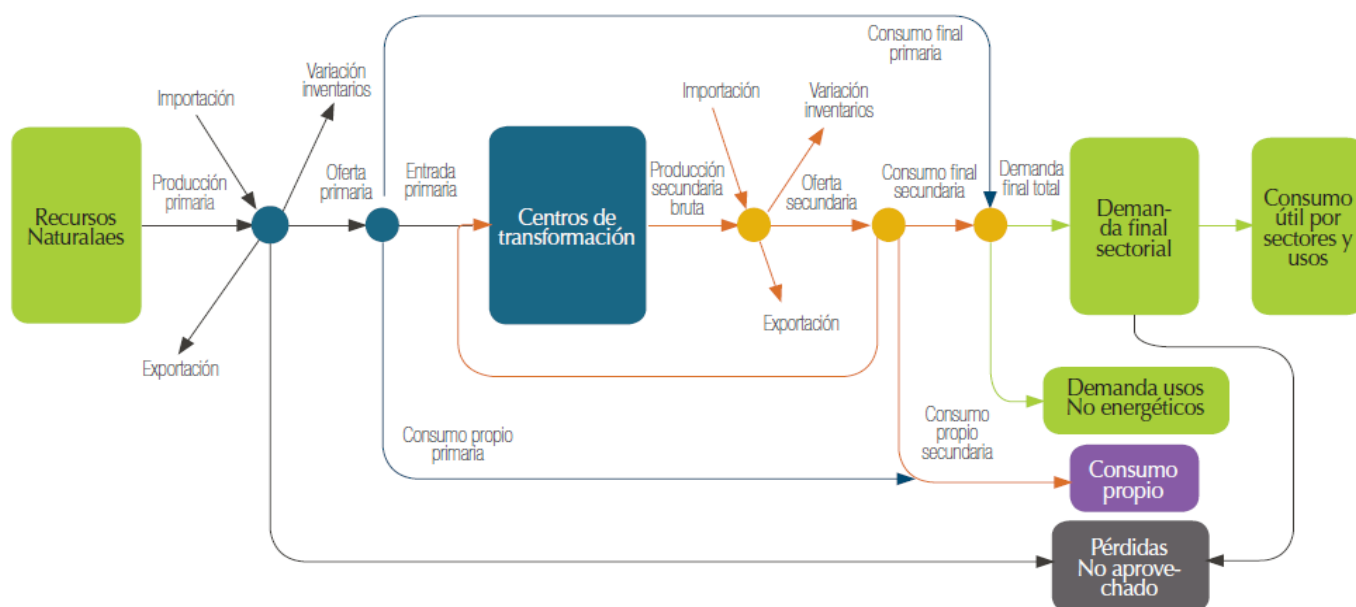 Consumo final
primaria
Variación
inventarios
Importación
Importación
Variación
inventarios
Recursos
Naturalaes
Producción
primaria
Oferta
primaria
Entrada
primaria
Centros de
transformación
Producción
secundaria
bruta
Oferta
secundaria
Consumo final
secundaria
Demanda
final total
Deman-
da final
sectorial
Consumo
útil por
sectores y
usos
Exportación
Exportación
Demanda usos
No energéticos
Consumo propio
primaria
Consumo
propio
secundaria
Consumo
propio
Pérdidas
No aprove-
chado